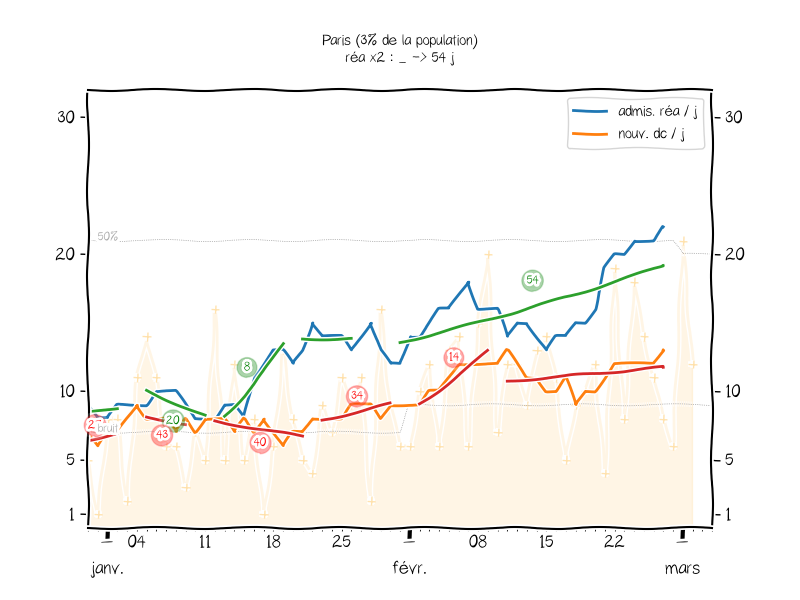 Paris (3% de la population)
réa x2 : _ -> 54 j
admis. réa / j
nouv. dc / j
30 30
50%
20 20
54
14
8
34
10 10
20
bruit
43
40
5 5
1 1
04 11 18 25 08 15 22
janv. févr. mars